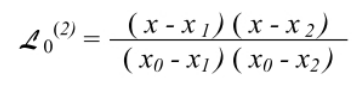 ℒ₀⁽²⁾ = (x - x₁)(x - x₂) / (x₀ - x₁)(x₀ - x₂)